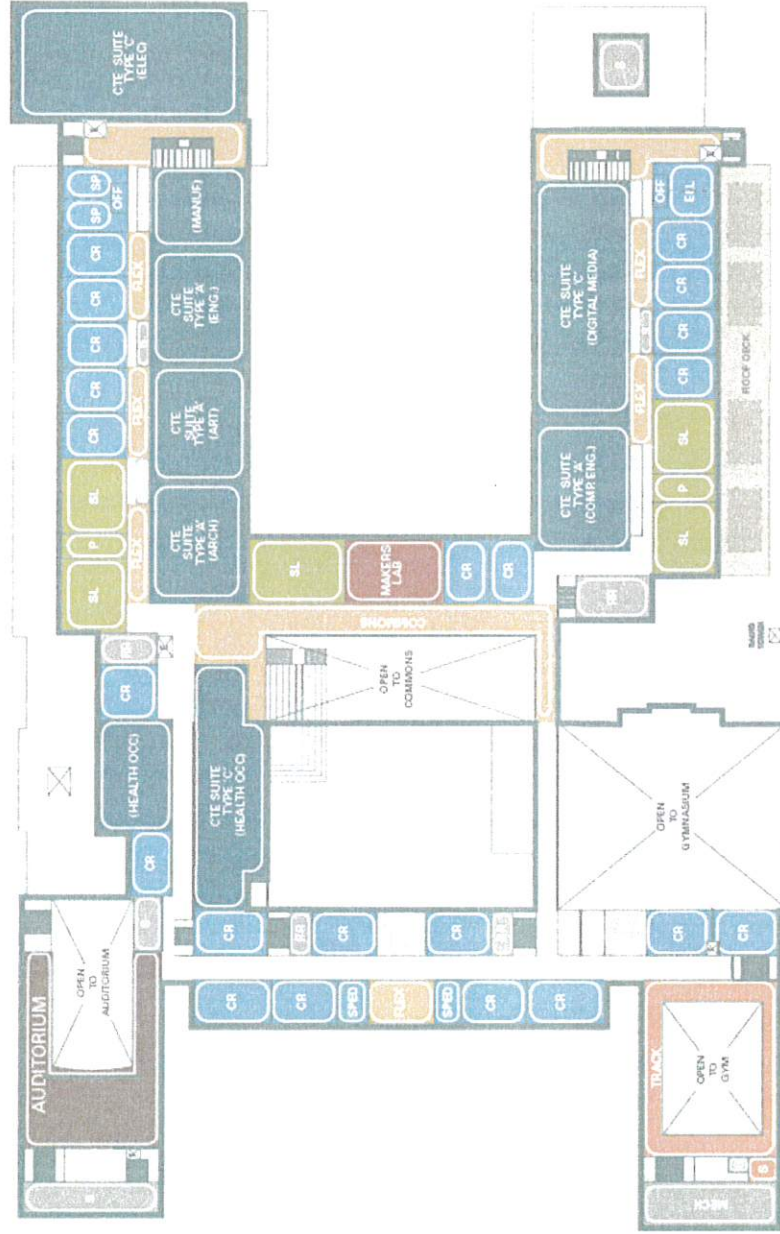 CTE SUITE
TYPE 'C'
(ELEC)
SP
SP
OFF
CR
CR
CR
CR
CR
SL
P
SL
FLEX
FLEX
FLEX
(MANUF)
CTE
SUITE
TYPE 'A'
(ENG.)
CTE
SUITE
TYPE 'A'
(ART)
CTE
SUITE
TYPE 'A'
(ARCH)
E
CR
(HEALTH OCC)
CR
CTE SUITE
TYPE 'C'
(HEALTH OCC)
SL
MAKERS
LAB
CR
CR
COMMONS
OPEN
TO
COMMONS
CTE
SUITE
TYPE 'C'
(DIGITAL MEDIA)
CTE
SUITE
TYPE 'A'
(COMP. ENG.)
FLEX
FLEX
OFF
CR
CR
CR
CR
SL
P
SL
ROOF DECK
OPEN
TO
GYMNASIUM
CR
CR
CR
CR
CR
CR
CR
SPED
FLEX
SPED
CR
CR
AUDITORIUM
OPEN
TO
AUDITORIUM
TRACK
OPEN
TO
GYM
S
MECH